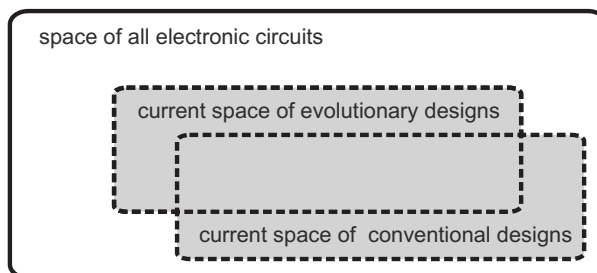 space of all electronic circuits
current space of evolutionary designs
current space of conventional designs